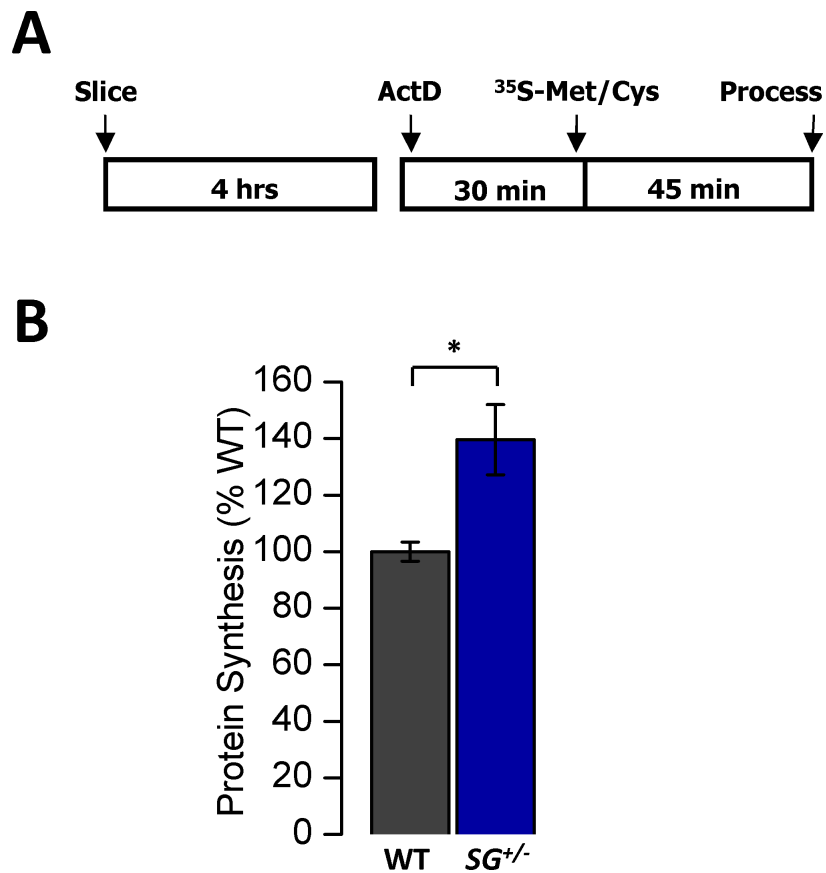 A
Slice ActD ³⁵S-Met/Cys Process
4 hrs 30 min 45 min
B
*
Protein Synthesis (% WT)
160
140
120
100
80
60
40
20
0
WT SG⁺/⁻